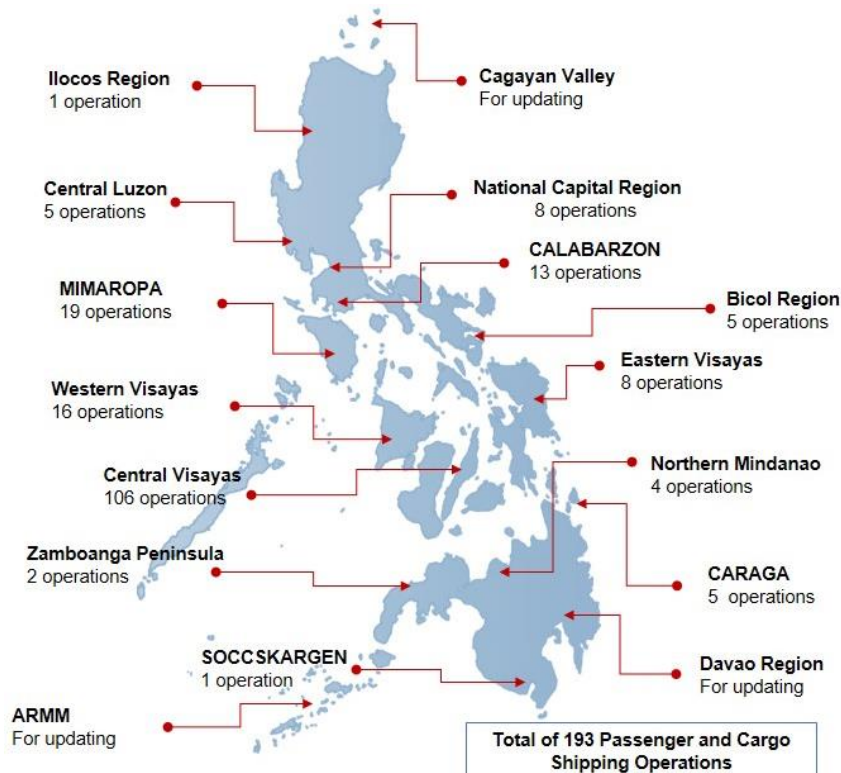 Ilocos Region
1 operation
Cagayan Valley
For updating
Central Luzon
5 operations
National Capital Region
8 operations
CALABARZON
13 operations
MIMAROPA
19 operations
Bicol Region
5 operations
Eastern Visayas
8 operations
Western Visayas
16 operations
Central Visayas
106 operations
Northern Mindanao
4 operations
Zamboanga Peninsula
2 operations
CARAGA
5 operations
SOCCSKARGEN
1 operation
Davao Region
For updating
ARMM
For updating
Total of 193 Passenger and Cargo
Shipping Operations